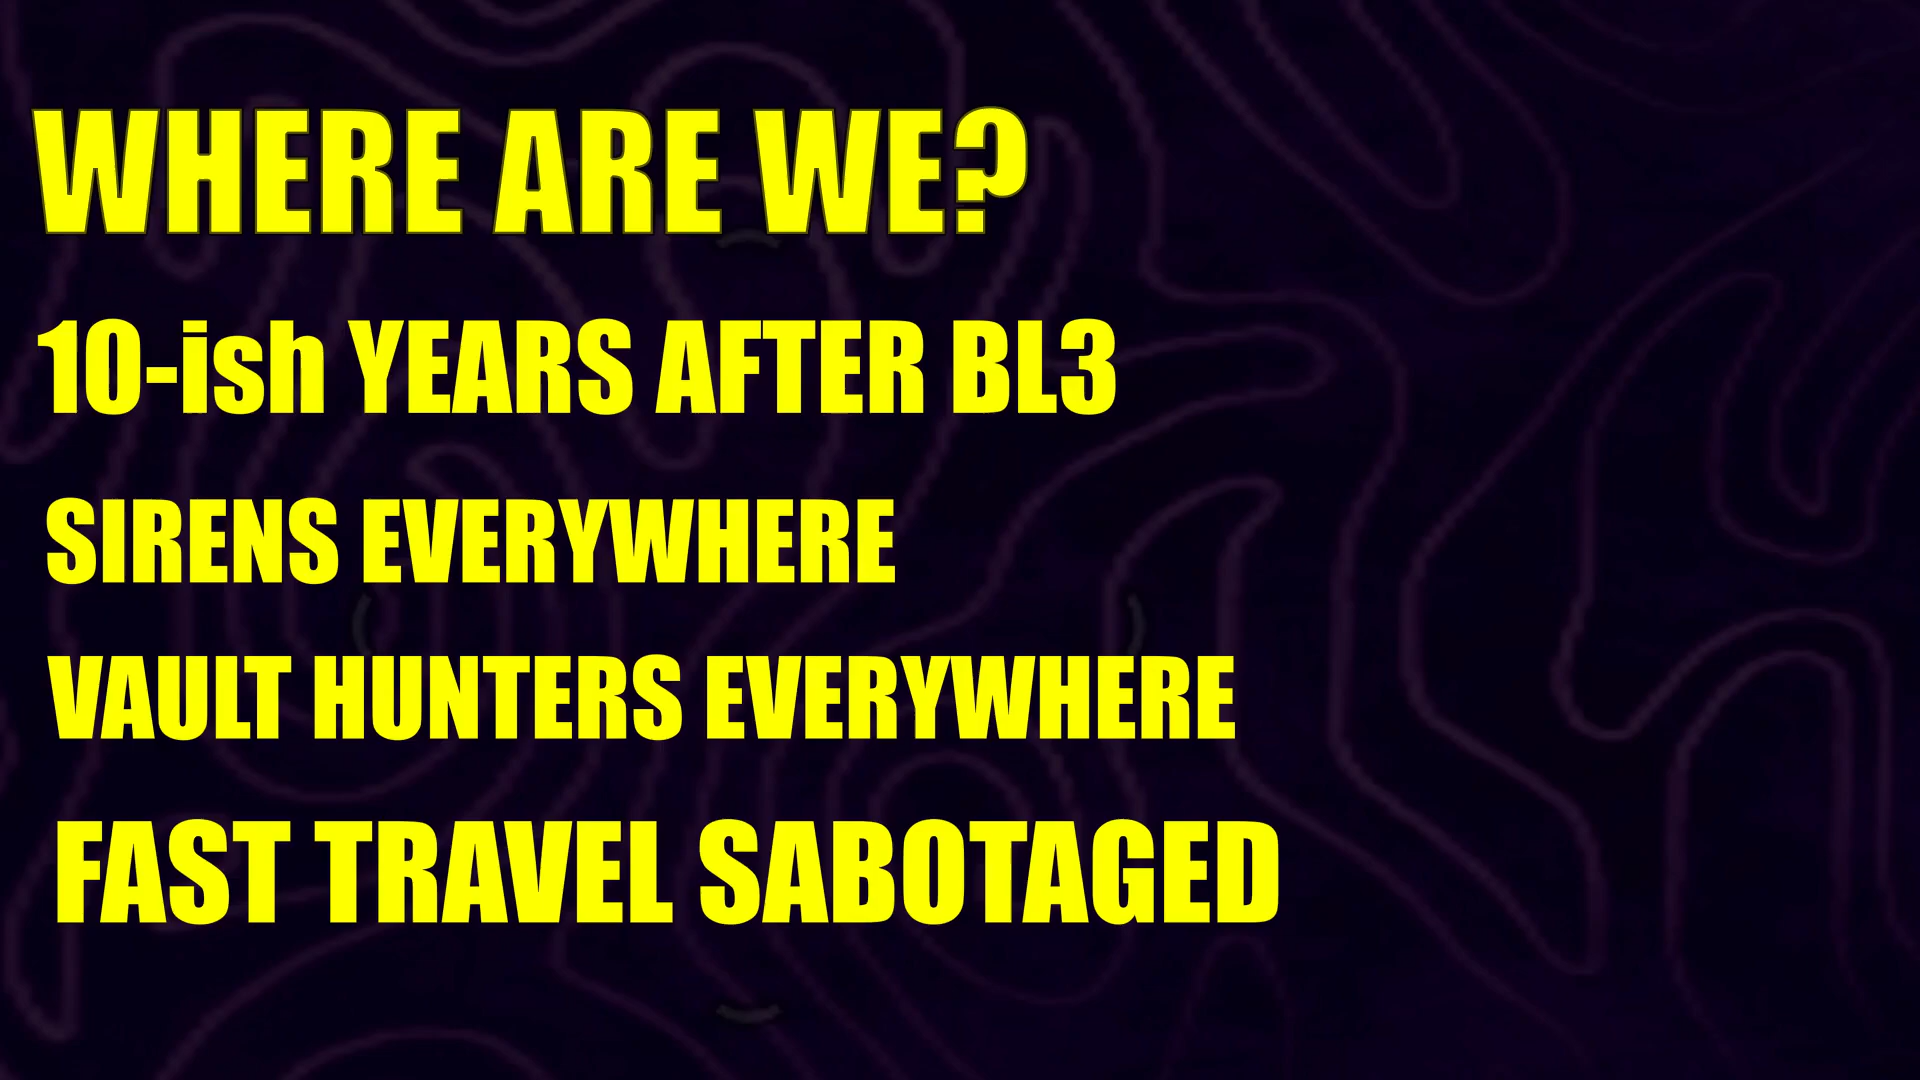 WHERE ARE WE?
10-ish YEARS AFTER BL3
SIRENS EVERYWHERE
VAULT HUNTERS EVERYWHERE
FAST TRAVEL SABOTAGED